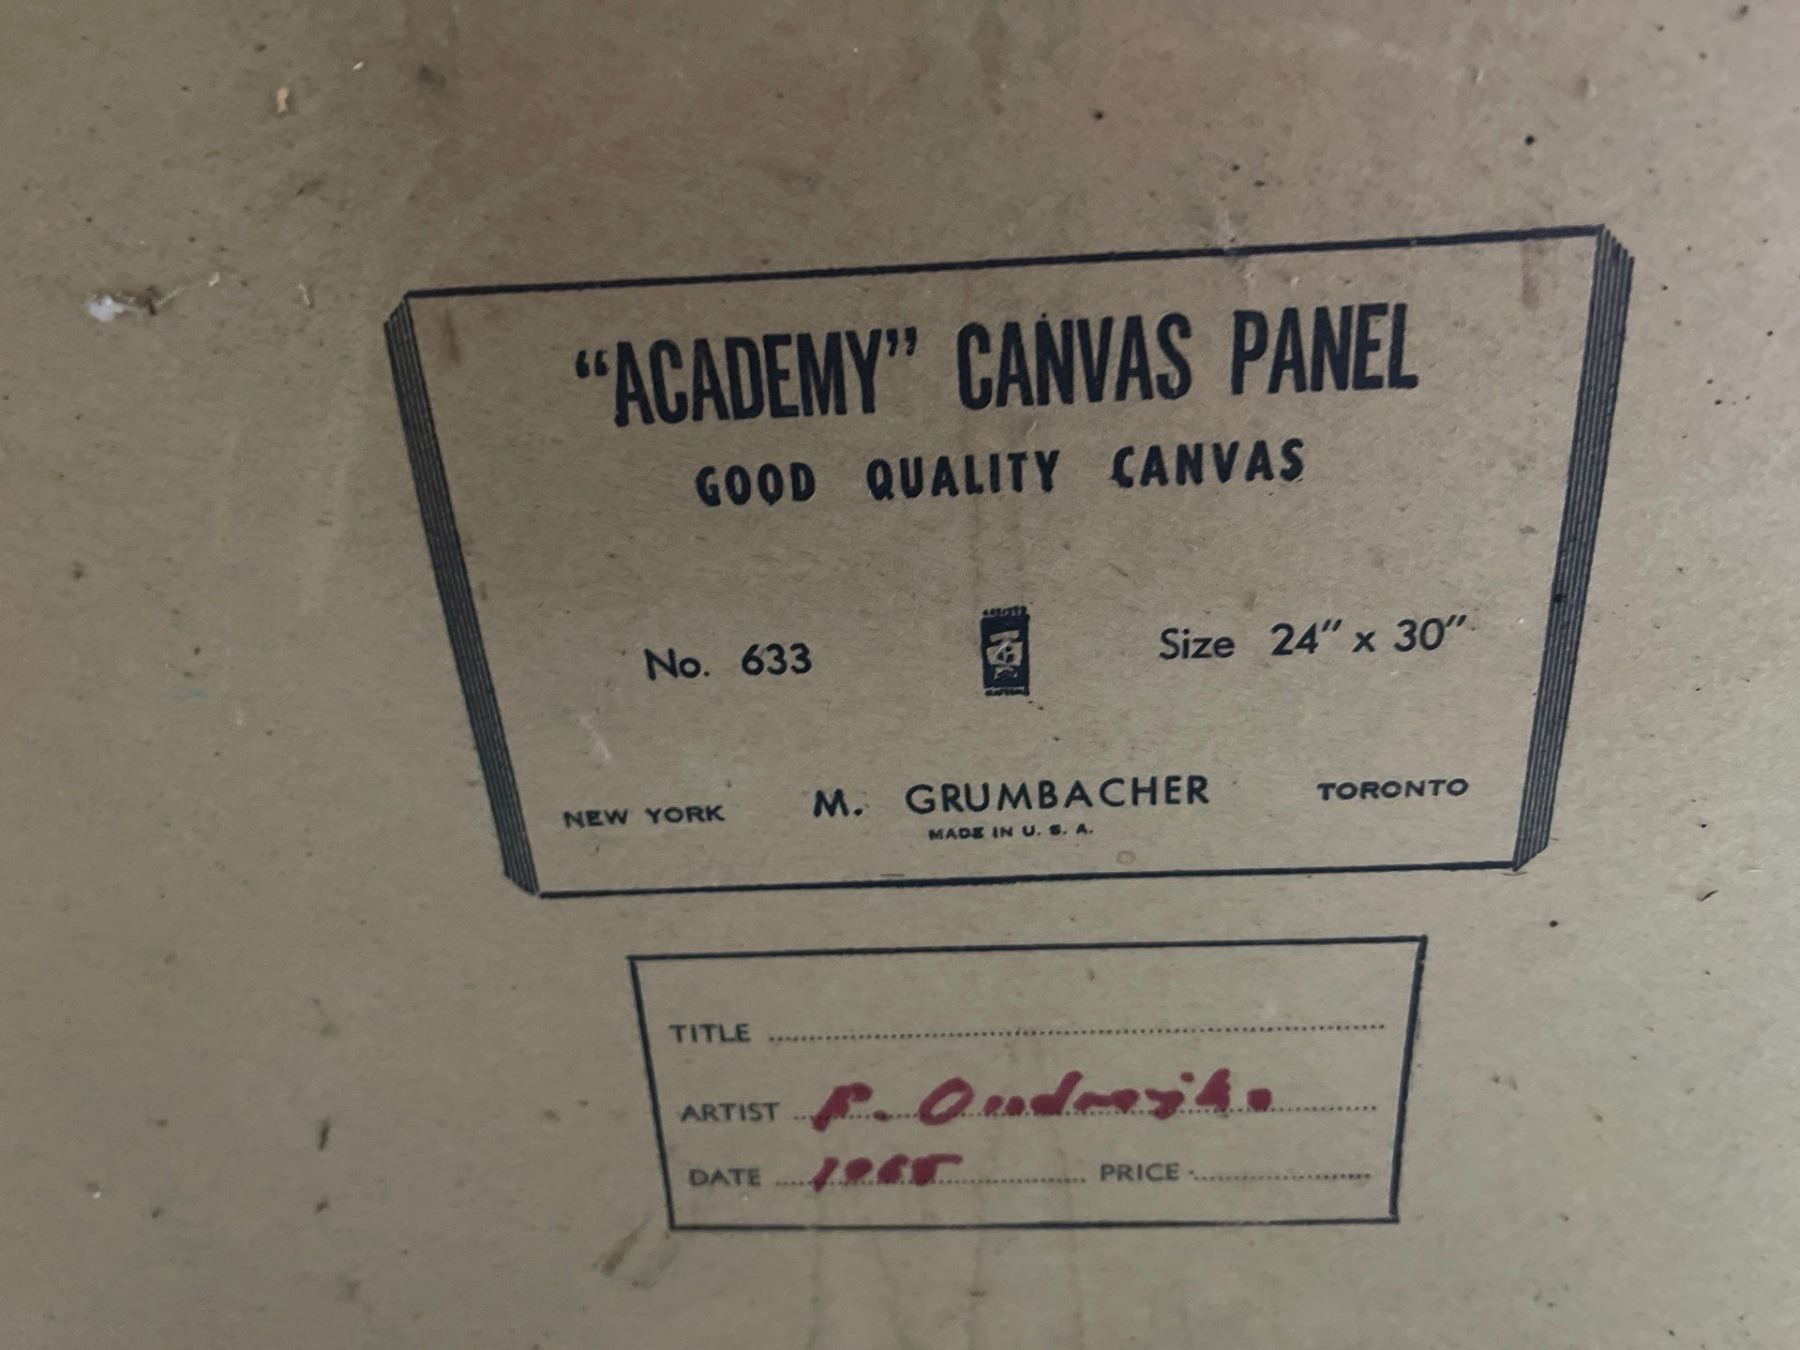 “ACADEMY” CANVAS PANEL
GOOD QUALITY CANVAS
No. 633 Size 24" x 30"
NEW YORK M. GRUMBACHER TORONTO
MADE IN U. S. A.
TITLE
ARTIST
DATE 1965 PRICE